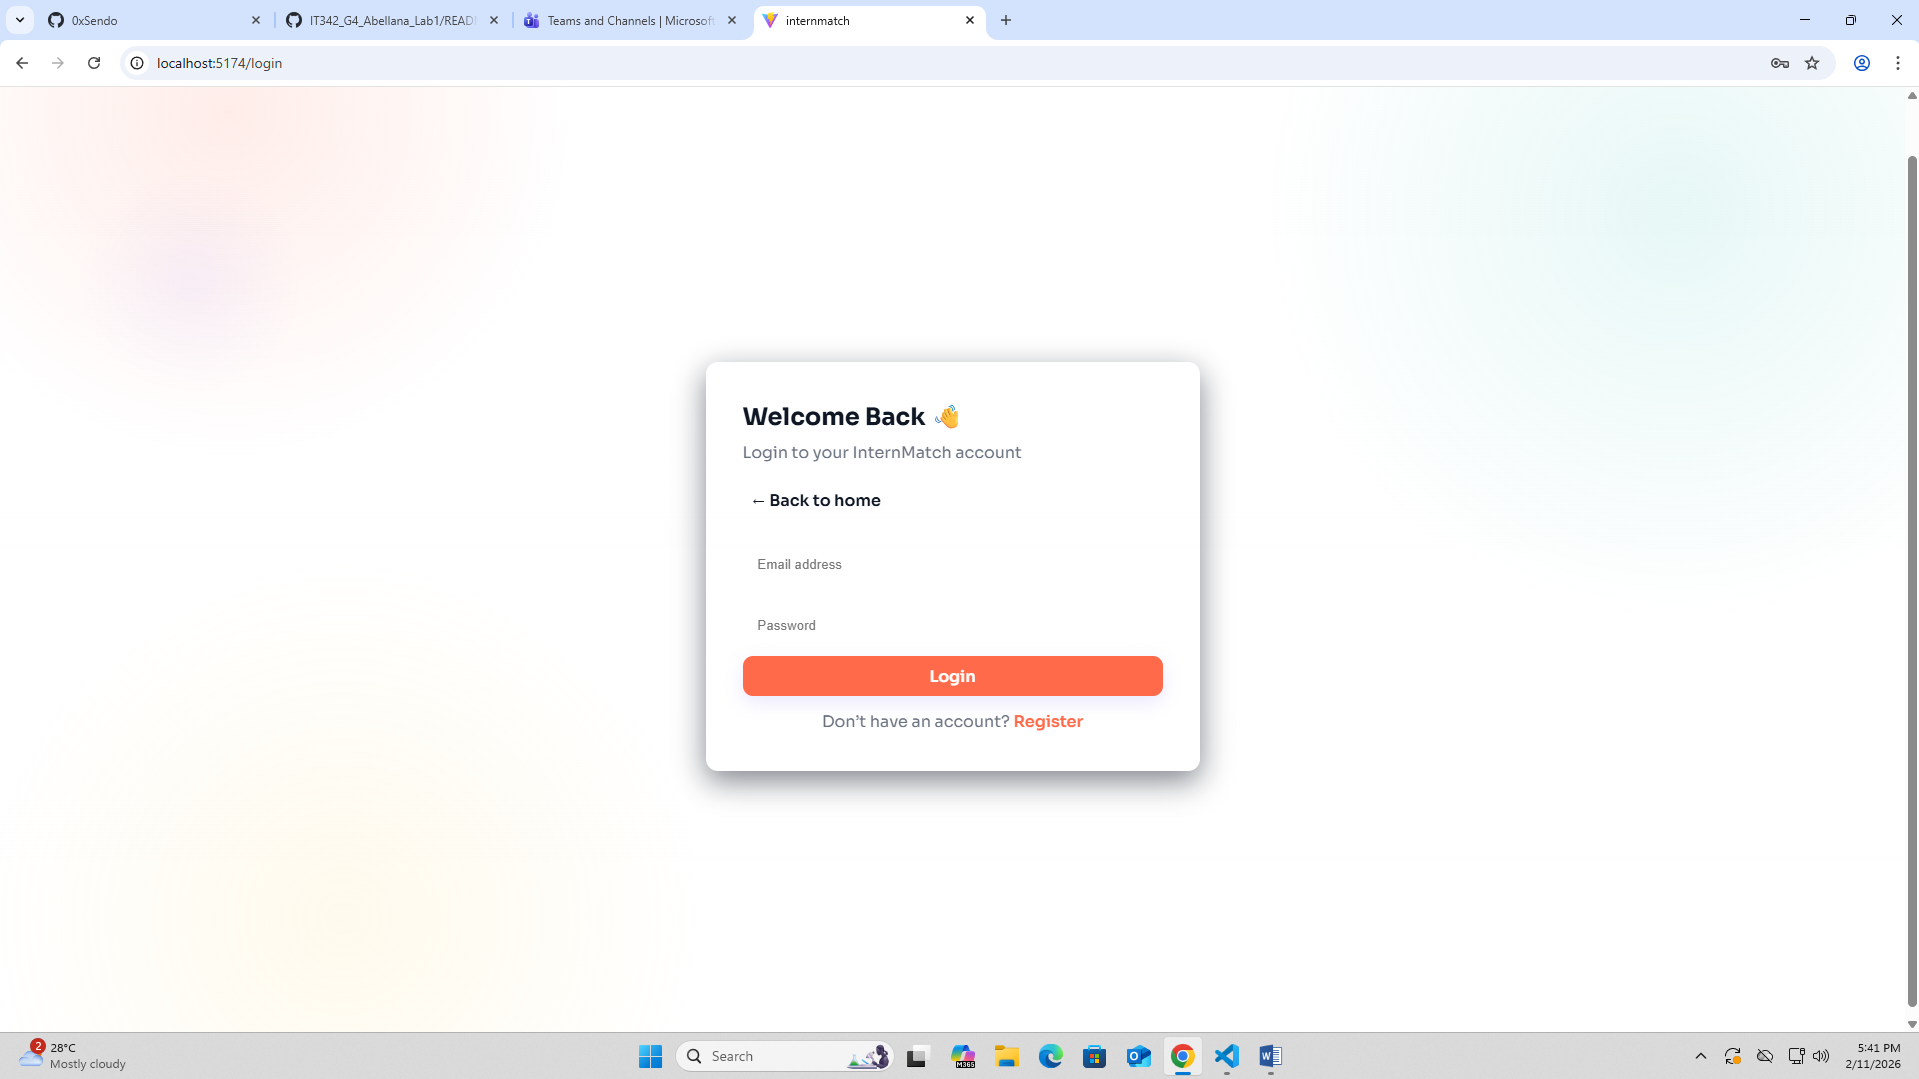 0xSendo
IT342_G4_Abellana_Lab1/READ
Teams and Channels | Microsoft
internmatch
localhost:5174/login
Welcome Back 👋
Login to your InternMatch account
← Back to home
Email address
Password
Login
Don’t have an account? Register
2
28°C
Mostly cloudy
Search
M365
5:41 PM
2/11/2026